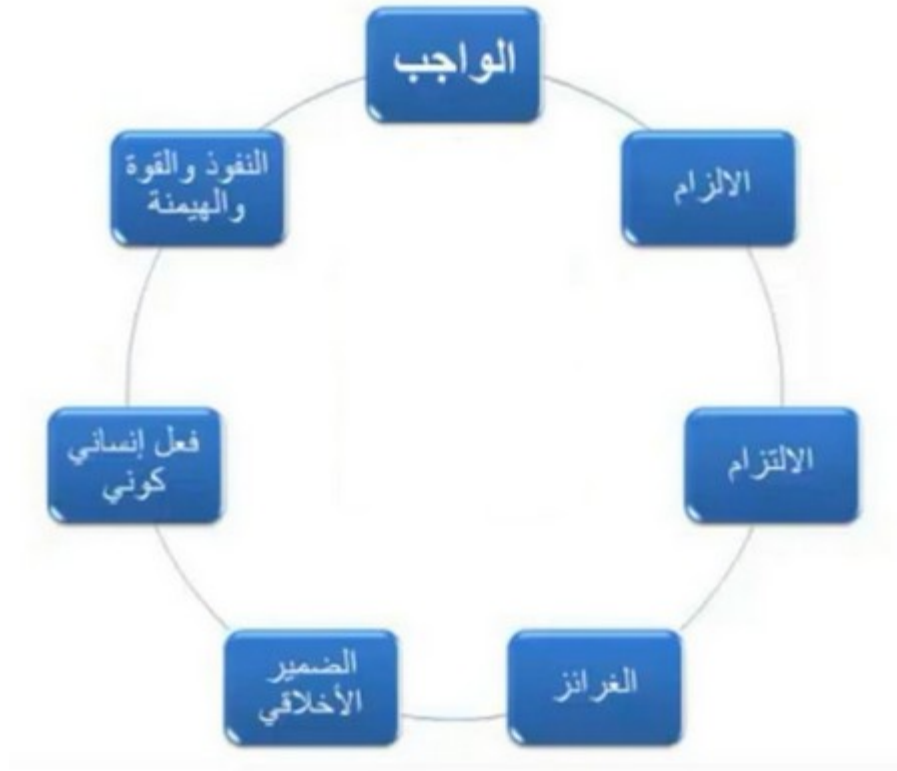 الواجب
الالزام
الالتزام
الغرائز
الضمير
الأخلاقي
فعل إنساني
كوني
النفوذ والقوة
والهيمنة